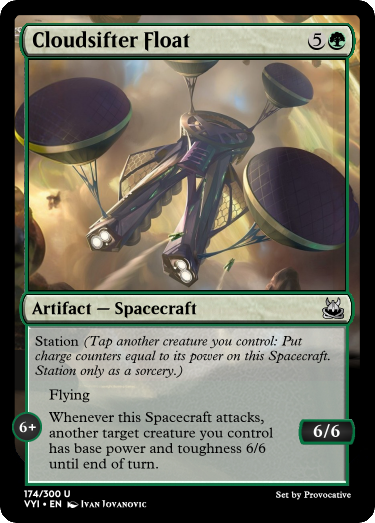 Cloudsifter Float
5
Artifact — Spacecraft
Station (Tap another creature you control: Put
charge counters equal to its power on this Spacecraft.
Station only as a sorcery.)
Flying
6+
Whenever this Spacecraft attacks,
another target creature you control
has base power and toughness 6/6
until end of turn.
6/6
174/300 U
VYI • EN Ivan Jovanovic
Set by Provocative